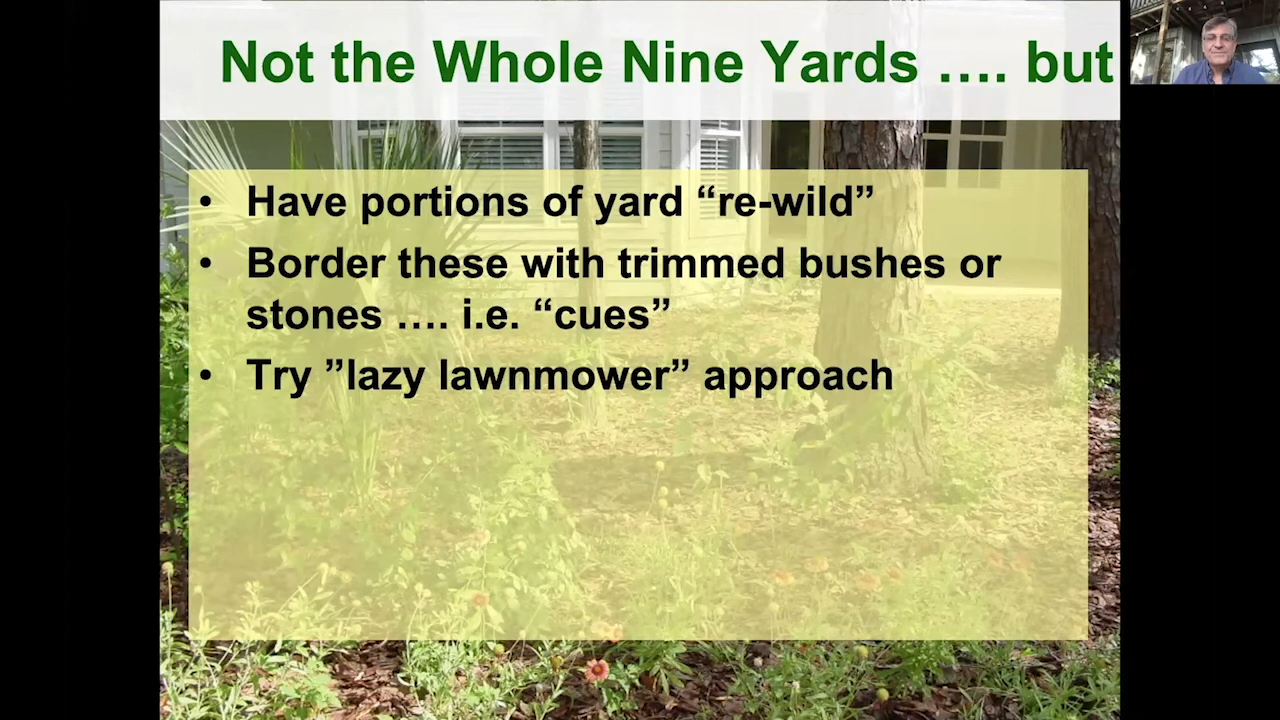 Not the Whole Nine Yards …. but
• Have portions of yard “re-wild”
• Border these with trimmed bushes or
stones …. i.e. “cues”
• Try ”lazy lawnmower” approach